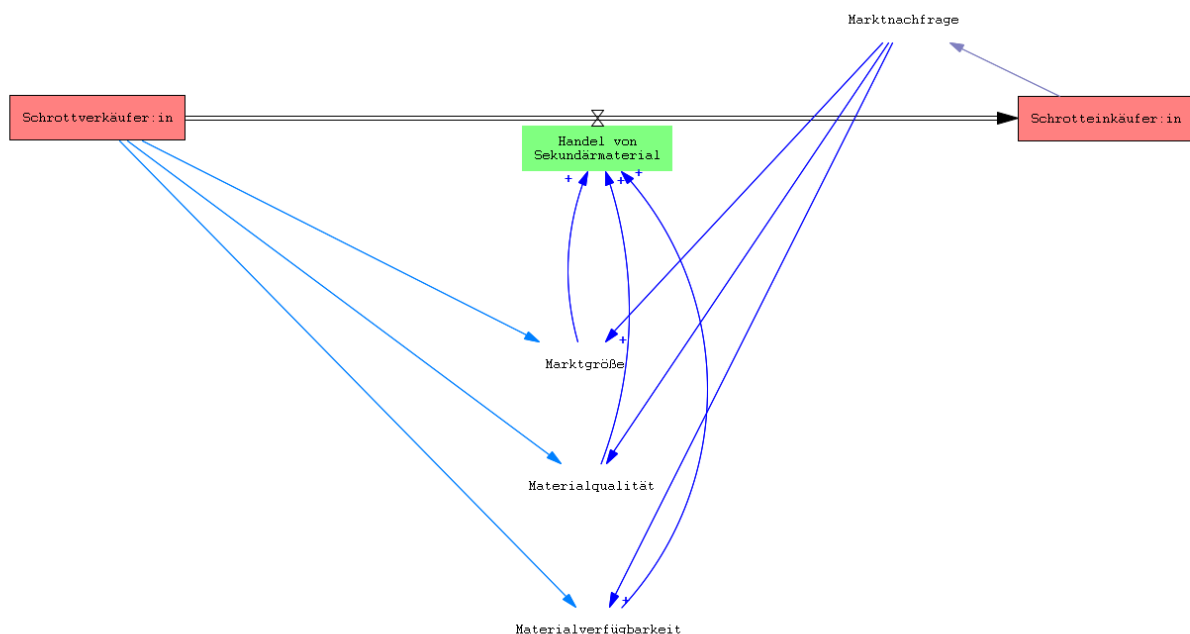 Marktnachfrage
Schrottverkäufer:in
Schrotteinkäufer:in
Handel von
Sekundärmaterial
+
+
+
+
Marktgröße
Materialqualität
+
Materialverfügbarkeit